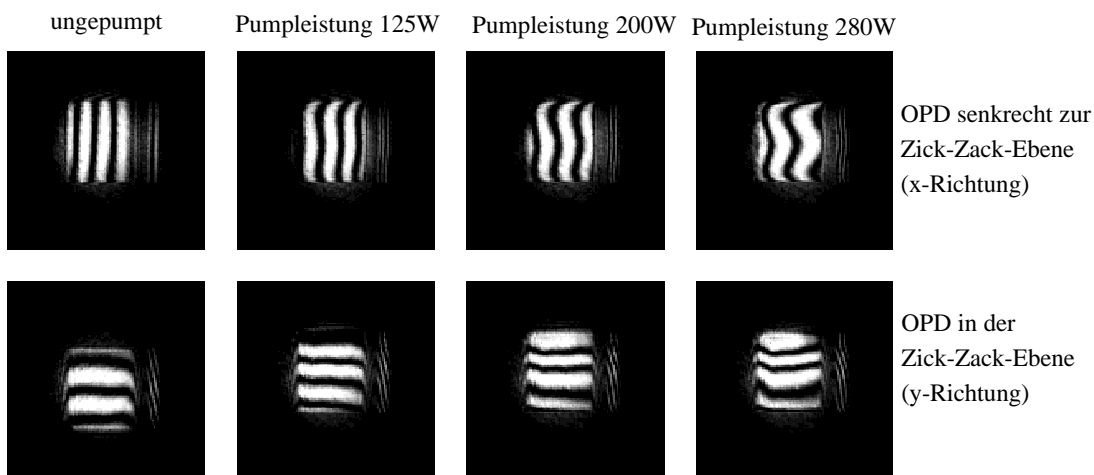 ungepumpt
Pumpleistung 125W
Pumpleistung 200W
Pumpleistung 280W
OPD senkrecht zur
Zick-Zack-Ebene
(x-Richtung)
OPD in der
Zick-Zack-Ebene
(y-Richtung)